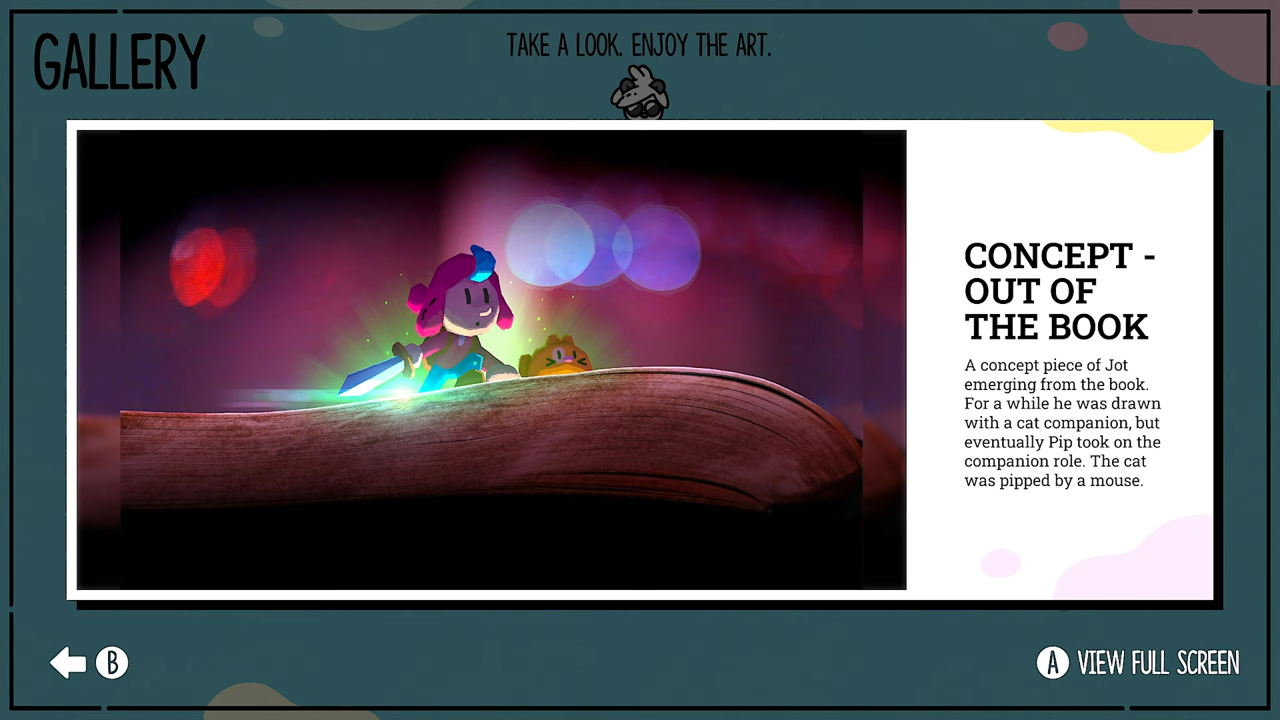 GALLERY
TAKE A LOOK. ENJOY THE ART.
CONCEPT -
OUT OF
THE BOOK
A concept piece of Jot
emerging from the book.
For a while he was drawn
with a cat companion, but
eventually Pip took on the
companion role. The cat
was pipped by a mouse.
B
A VIEW FULL SCREEN